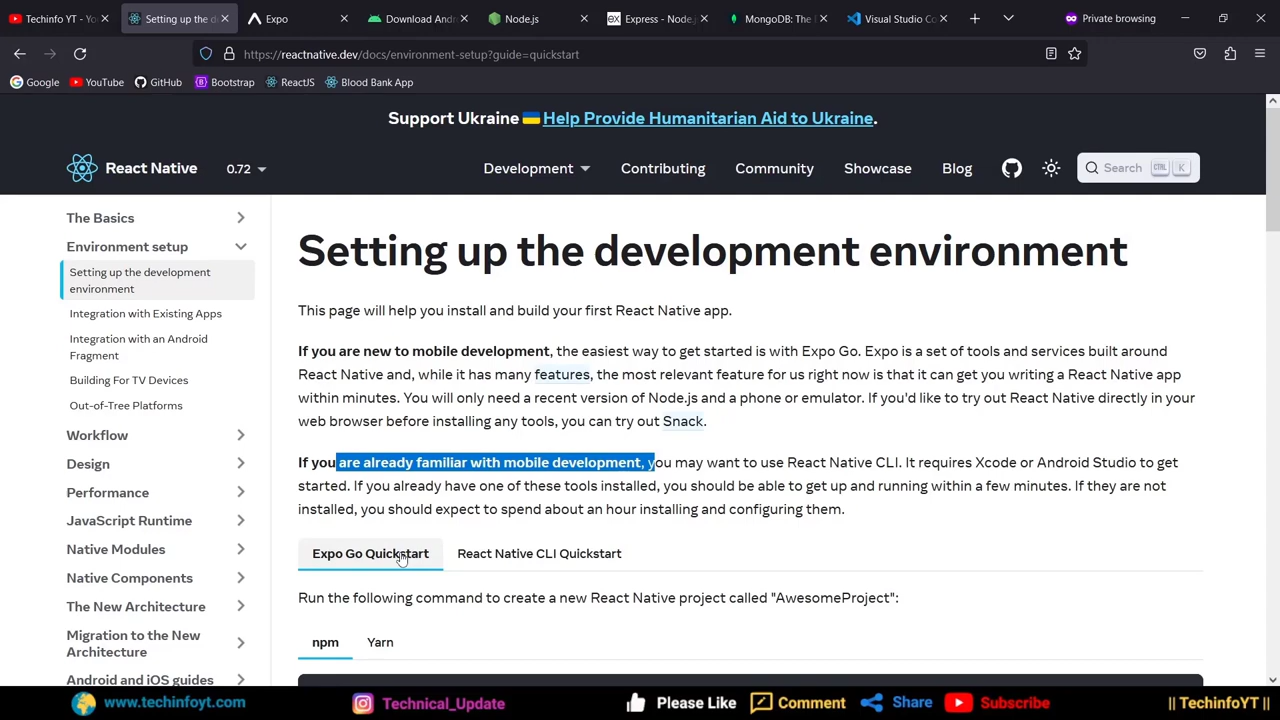 Techinfo YT - You
Setting up the d
Expo
Download Andr
Node.js
Express - Node.j
MongoDB: The
Visual Studio Co
Private browsing
https://reactnative.dev/docs/environment-setup?guide=quickstart
Google
YouTube
GitHub
Bootstrap
ReactJS
Blood Bank App
Support Ukraine 🇺🇦 Help Provide Humanitarian Aid to Ukraine.
React Native
0.72
Development
Contributing
Community
Showcase
Blog
Search CTRL K
The Basics
Environment setup
Setting up the development
environment
Integration with Existing Apps
Integration with an Android
Fragment
Building For TV Devices
Out-of-Tree Platforms
Workflow
Design
Performance
JavaScript Runtime
Native Modules
Native Components
The New Architecture
Migration to the New
Architecture
Android and iOS guides
Setting up the development environment
This page will help you install and build your first React Native app.
If you are new to mobile development, the easiest way to get started is with Expo Go. Expo is a set of tools and services built around
React Native and, while it has many features, the most relevant feature for us right now is that it can get you writing a React Native app
within minutes. You will only need a recent version of Node.js and a phone or emulator. If you'd like to try out React Native directly in your
web browser before installing any tools, you can try out Snack.
If you are already familiar with mobile development, you may want to use React Native CLI. It requires Xcode or Android Studio to get
started. If you already have one of these tools installed, you should be able to get up and running within a few minutes. If they are not
installed, you should expect to spend about an hour installing and configuring them.
Expo Go Quickstart
React Native CLI Quickstart
Run the following command to create a new React Native project called "AwesomeProject":
npm
Yarn
www.techinfoyt.com
Technical_Update
Please Like
Comment
Share
Subscribe
|| TechinfoYT ||